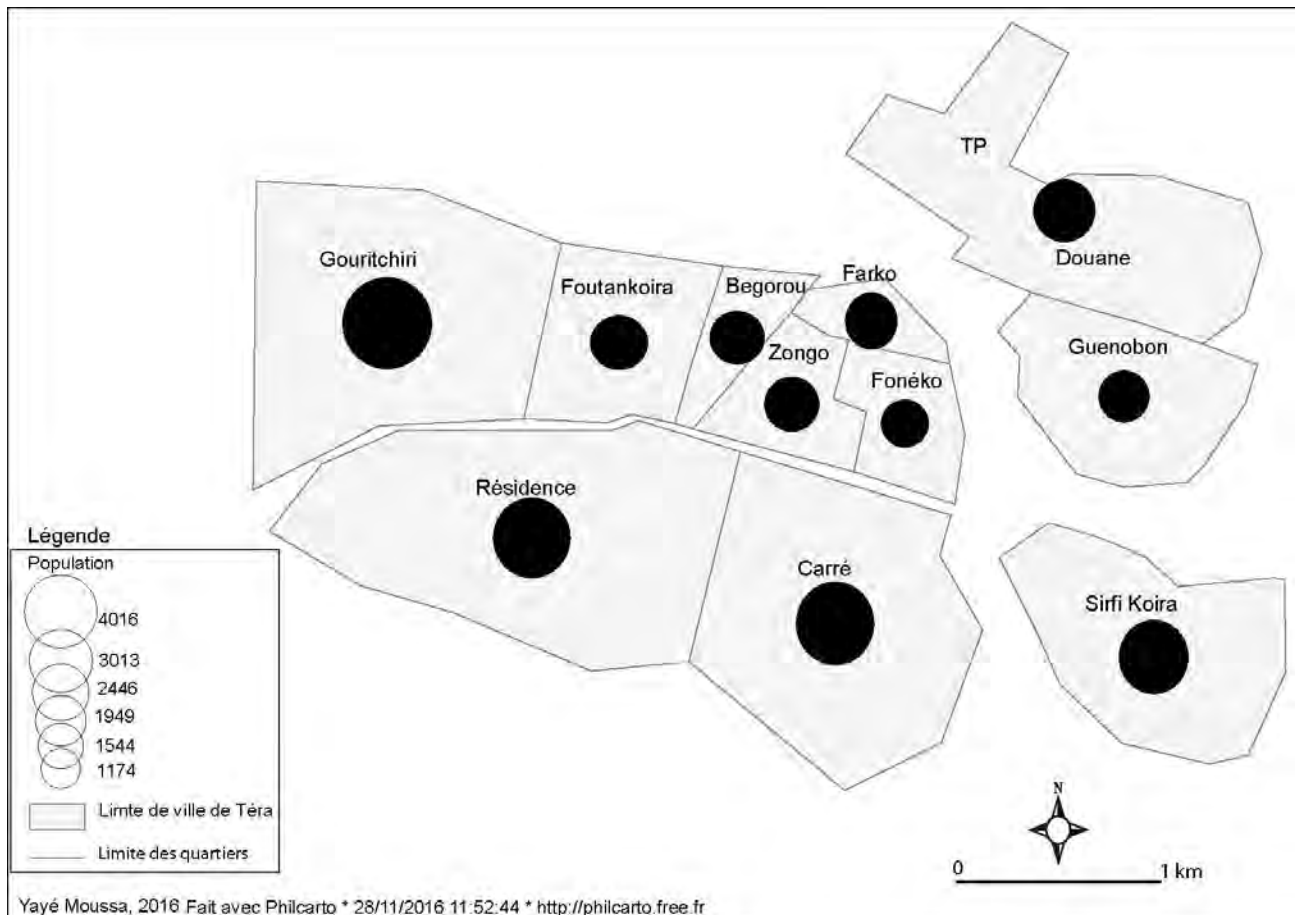 TP
Douane
Gouritchiri
Foutankoira
Begorou
Farko
Zongo
Fonéko
Guenobon
Résidence
Carré
Sirfi Koira
Légende
Population
4016
3013
2446
1949
1544
1174
Limte de ville de Téra
Limite des quartiers
N
0 1 km
Yayé Moussa, 2016 Fait avec Philcarto * 28/11/2016 11:52:44 * http://philcarto.free.fr